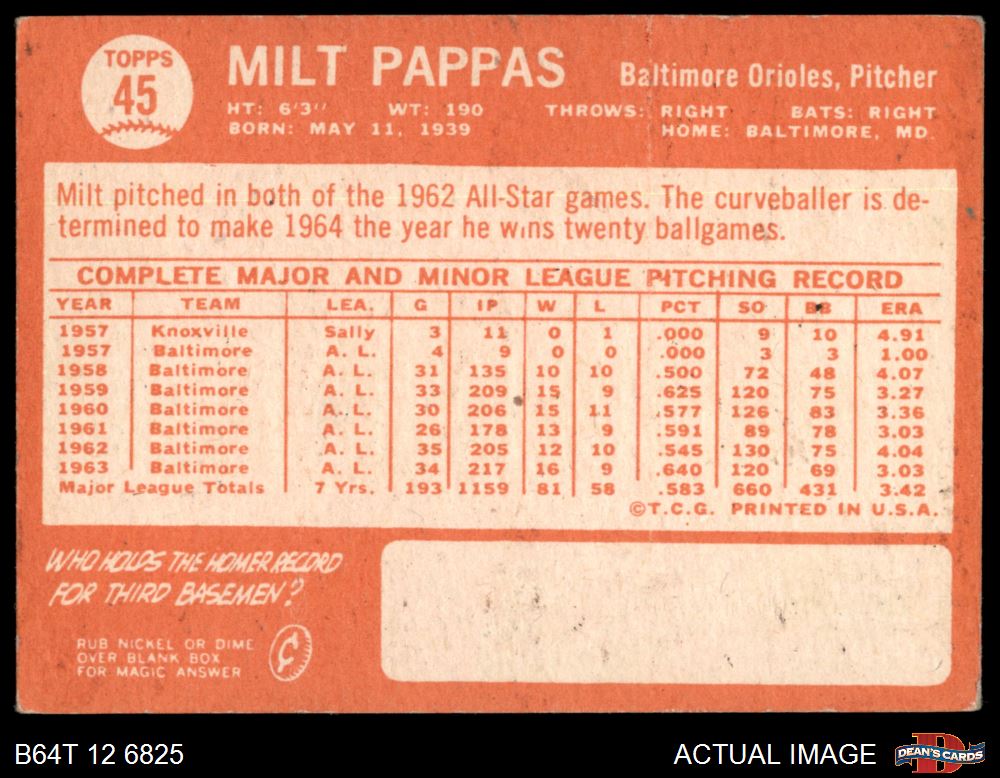 TOPPS
45
MILT PAPPAS
Baltimore Orioles, Pitcher
HT: 6'3" WT: 190 THROWS: RIGHT BATS: RIGHT
BORN: MAY 11, 1939 HOME: BALTIMORE, MD.
Milt pitched in both of the 1962 All-Star games. The curveballer is de-
termined to make 1964 the year he wins twenty ballgames.
COMPLETE MAJOR AND MINOR LEAGUE PITCHING RECORD
YEAR TEAM LEA. G IP W L PCT SO BB ERA
1957 Knoxville Sally 3 11 0 1 .000 9 10 4.91
1957 Baltimore A. L. 4 9 0 0 .000 3 3 1.00
1958 Baltimore A. L. 31 135 10 10 .500 72 48 4.07
1959 Baltimore A. L. 33 209 15 9 .625 120 75 3.27
1960 Baltimore A. L. 30 206 15 11 .577 126 83 3.36
1961 Baltimore A. L. 26 178 13 9 .591 89 78 3.03
1962 Baltimore A. L. 35 205 12 10 .545 130 75 4.04
1963 Baltimore A. L. 34 217 16 9 .640 120 69 3.03
Major League Totals 7 Yrs. 193 1159 81 58 .583 660 431 3.42
©T.C.G. PRINTED IN U.S.A.
WHO HOLDS THE HOMER RECORD
FOR THIRD BASEMEN?
RUB NICKEL OR DIME
OVER BLANK BOX
FOR MAGIC ANSWER
¢
B64T 12 6825
ACTUAL IMAGE
DEAN'S CARDS